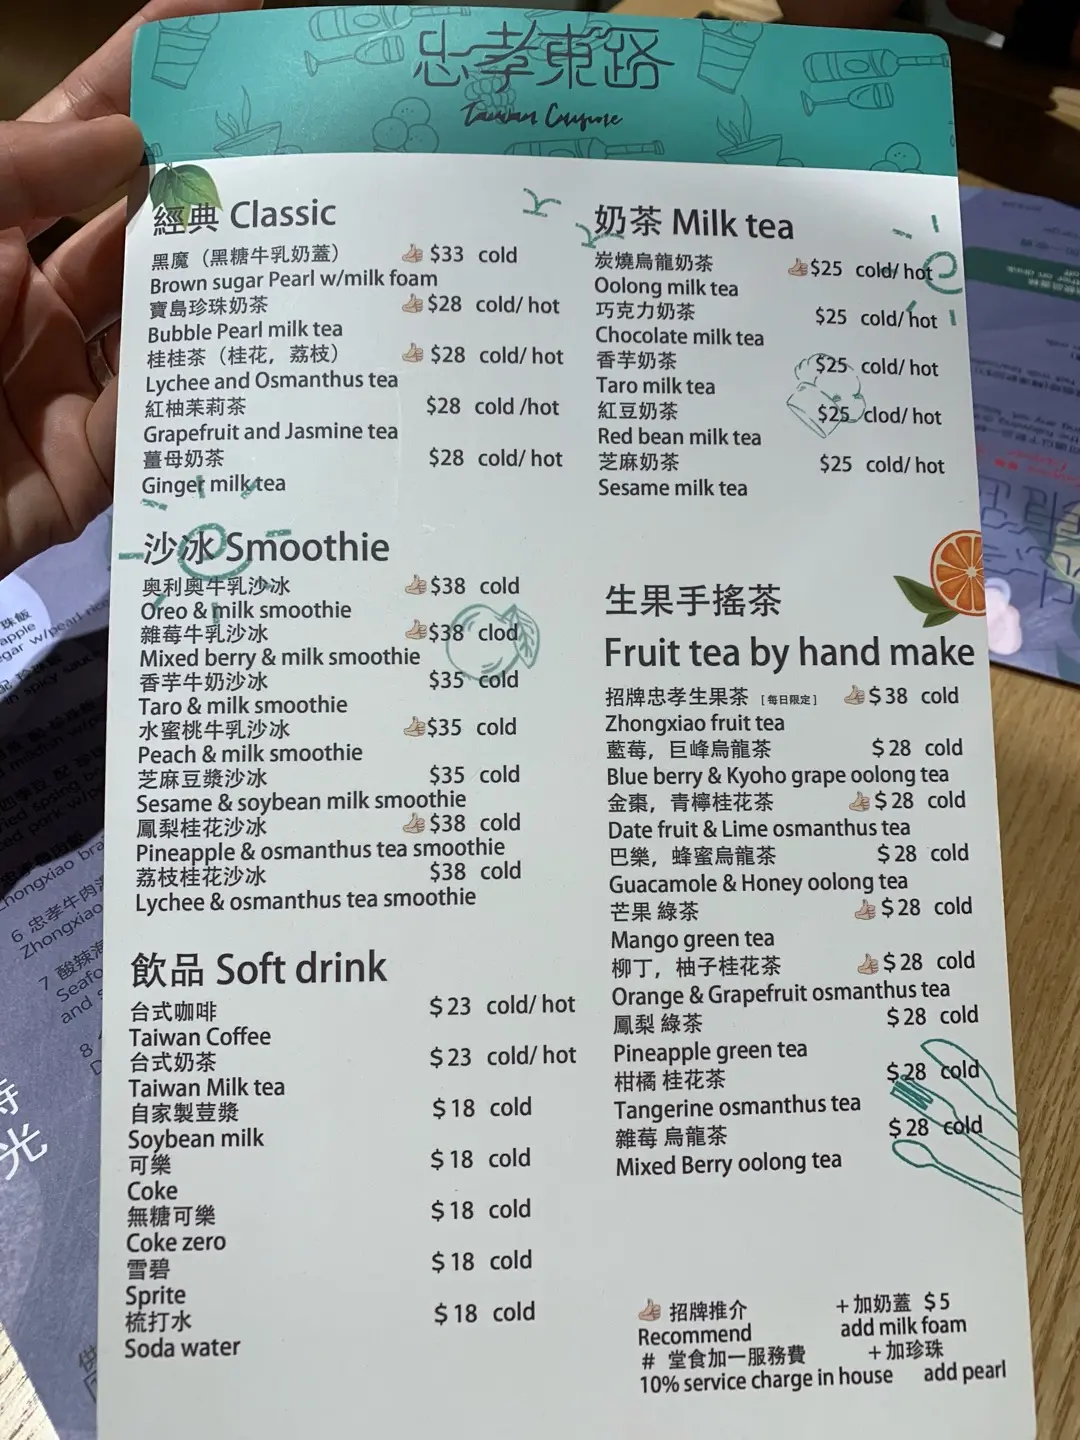 忠孝東路
Taiwan Cuisine
經典 Classic
黑魔（黑糖牛乳奶蓋） $33 cold
Brown sugar Pearl w/milk foam
寶島珍珠奶茶 $28 cold/ hot
Bubble Pearl milk tea
桂桂茶（桂花，荔枝） $28 cold/ hot
Lychee and Osmanthus tea
紅柚茉莉茶 $28 cold /hot
Grapefruit and Jasmine tea
薑母奶茶 $28 cold/ hot
Ginger milk tea
沙冰 Smoothie
奧利奧牛乳沙冰 $38 cold
Oreo & milk smoothie
雜莓牛乳沙冰 $38 clod
Mixed berry & milk smoothie
香芋牛奶沙冰 $35 cold
Taro & milk smoothie
水蜜桃牛乳沙冰 $35 cold
Peach & milk smoothie
芝麻豆漿沙冰 $35 cold
Sesame & soybean milk smoothie
鳳梨桂花沙冰 $38 cold
Pineapple & osmanthus tea smoothie
荔枝桂花沙冰 $38 cold
Lychee & osmanthus tea smoothie
飲品 Soft drink
台式咖啡 $23 cold/ hot
Taiwan Coffee
台式奶茶 $23 cold/ hot
Taiwan Milk tea
自家製荳漿 $18 cold
Soybean milk
可樂 $18 cold
Coke
無糖可樂 $18 cold
Coke zero
雪碧 $18 cold
Sprite
梳打水 $18 cold
Soda water
奶茶 Milk tea
炭燒烏龍奶茶 $25 cold/ hot
Oolong milk tea
巧克力奶茶 $25 cold/ hot
Chocolate milk tea
香芋奶茶 $25 cold/ hot
Taro milk tea
紅豆奶茶 $25 clod/ hot
Red bean milk tea
芝麻奶茶 $25 cold/ hot
Sesame milk tea
生果手搖茶
Fruit tea by hand make
招牌忠孝生果茶 [每日限定] $38 cold
Zhongxiao fruit tea
藍莓，巨峰烏龍茶 $28 cold
Blue berry & Kyoho grape oolong tea
金棗，青檸桂花茶 $28 cold
Date fruit & Lime osmanthus tea
巴樂，蜂蜜烏龍茶 $28 cold
Guacamole & Honey oolong tea
芒果 綠茶 $28 cold
Mango green tea
柳丁，柚子桂花茶 $28 cold
Orange & Grapefruit osmanthus tea
鳳梨 綠茶 $28 cold
Pineapple green tea
柑橘 桂花茶 $28 cold
Tangerine osmanthus tea
雜莓 烏龍茶 $28 cold
Mixed Berry oolong tea
招牌推介 +加奶蓋 $5
Recommend add milk foam
# 堂食加一服務費 +加珍珠
10% service charge in house add pearl
6 忠孝牛肉
Zhongxiao
7 酸辣
Seafo
and s
8